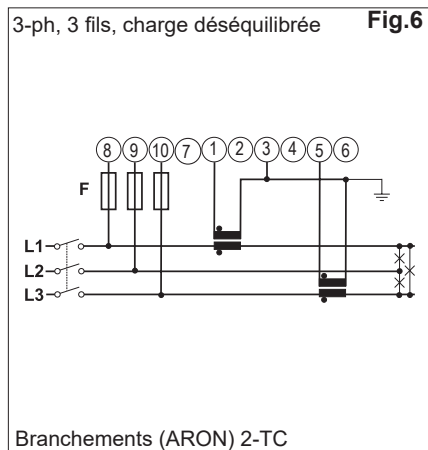 3-ph, 3 fils, charge déséquilibrée Fig.6
8 9 10 7 1 2 3 4 5 6
F
L1
L2
L3
Branchements (ARON) 2-TC